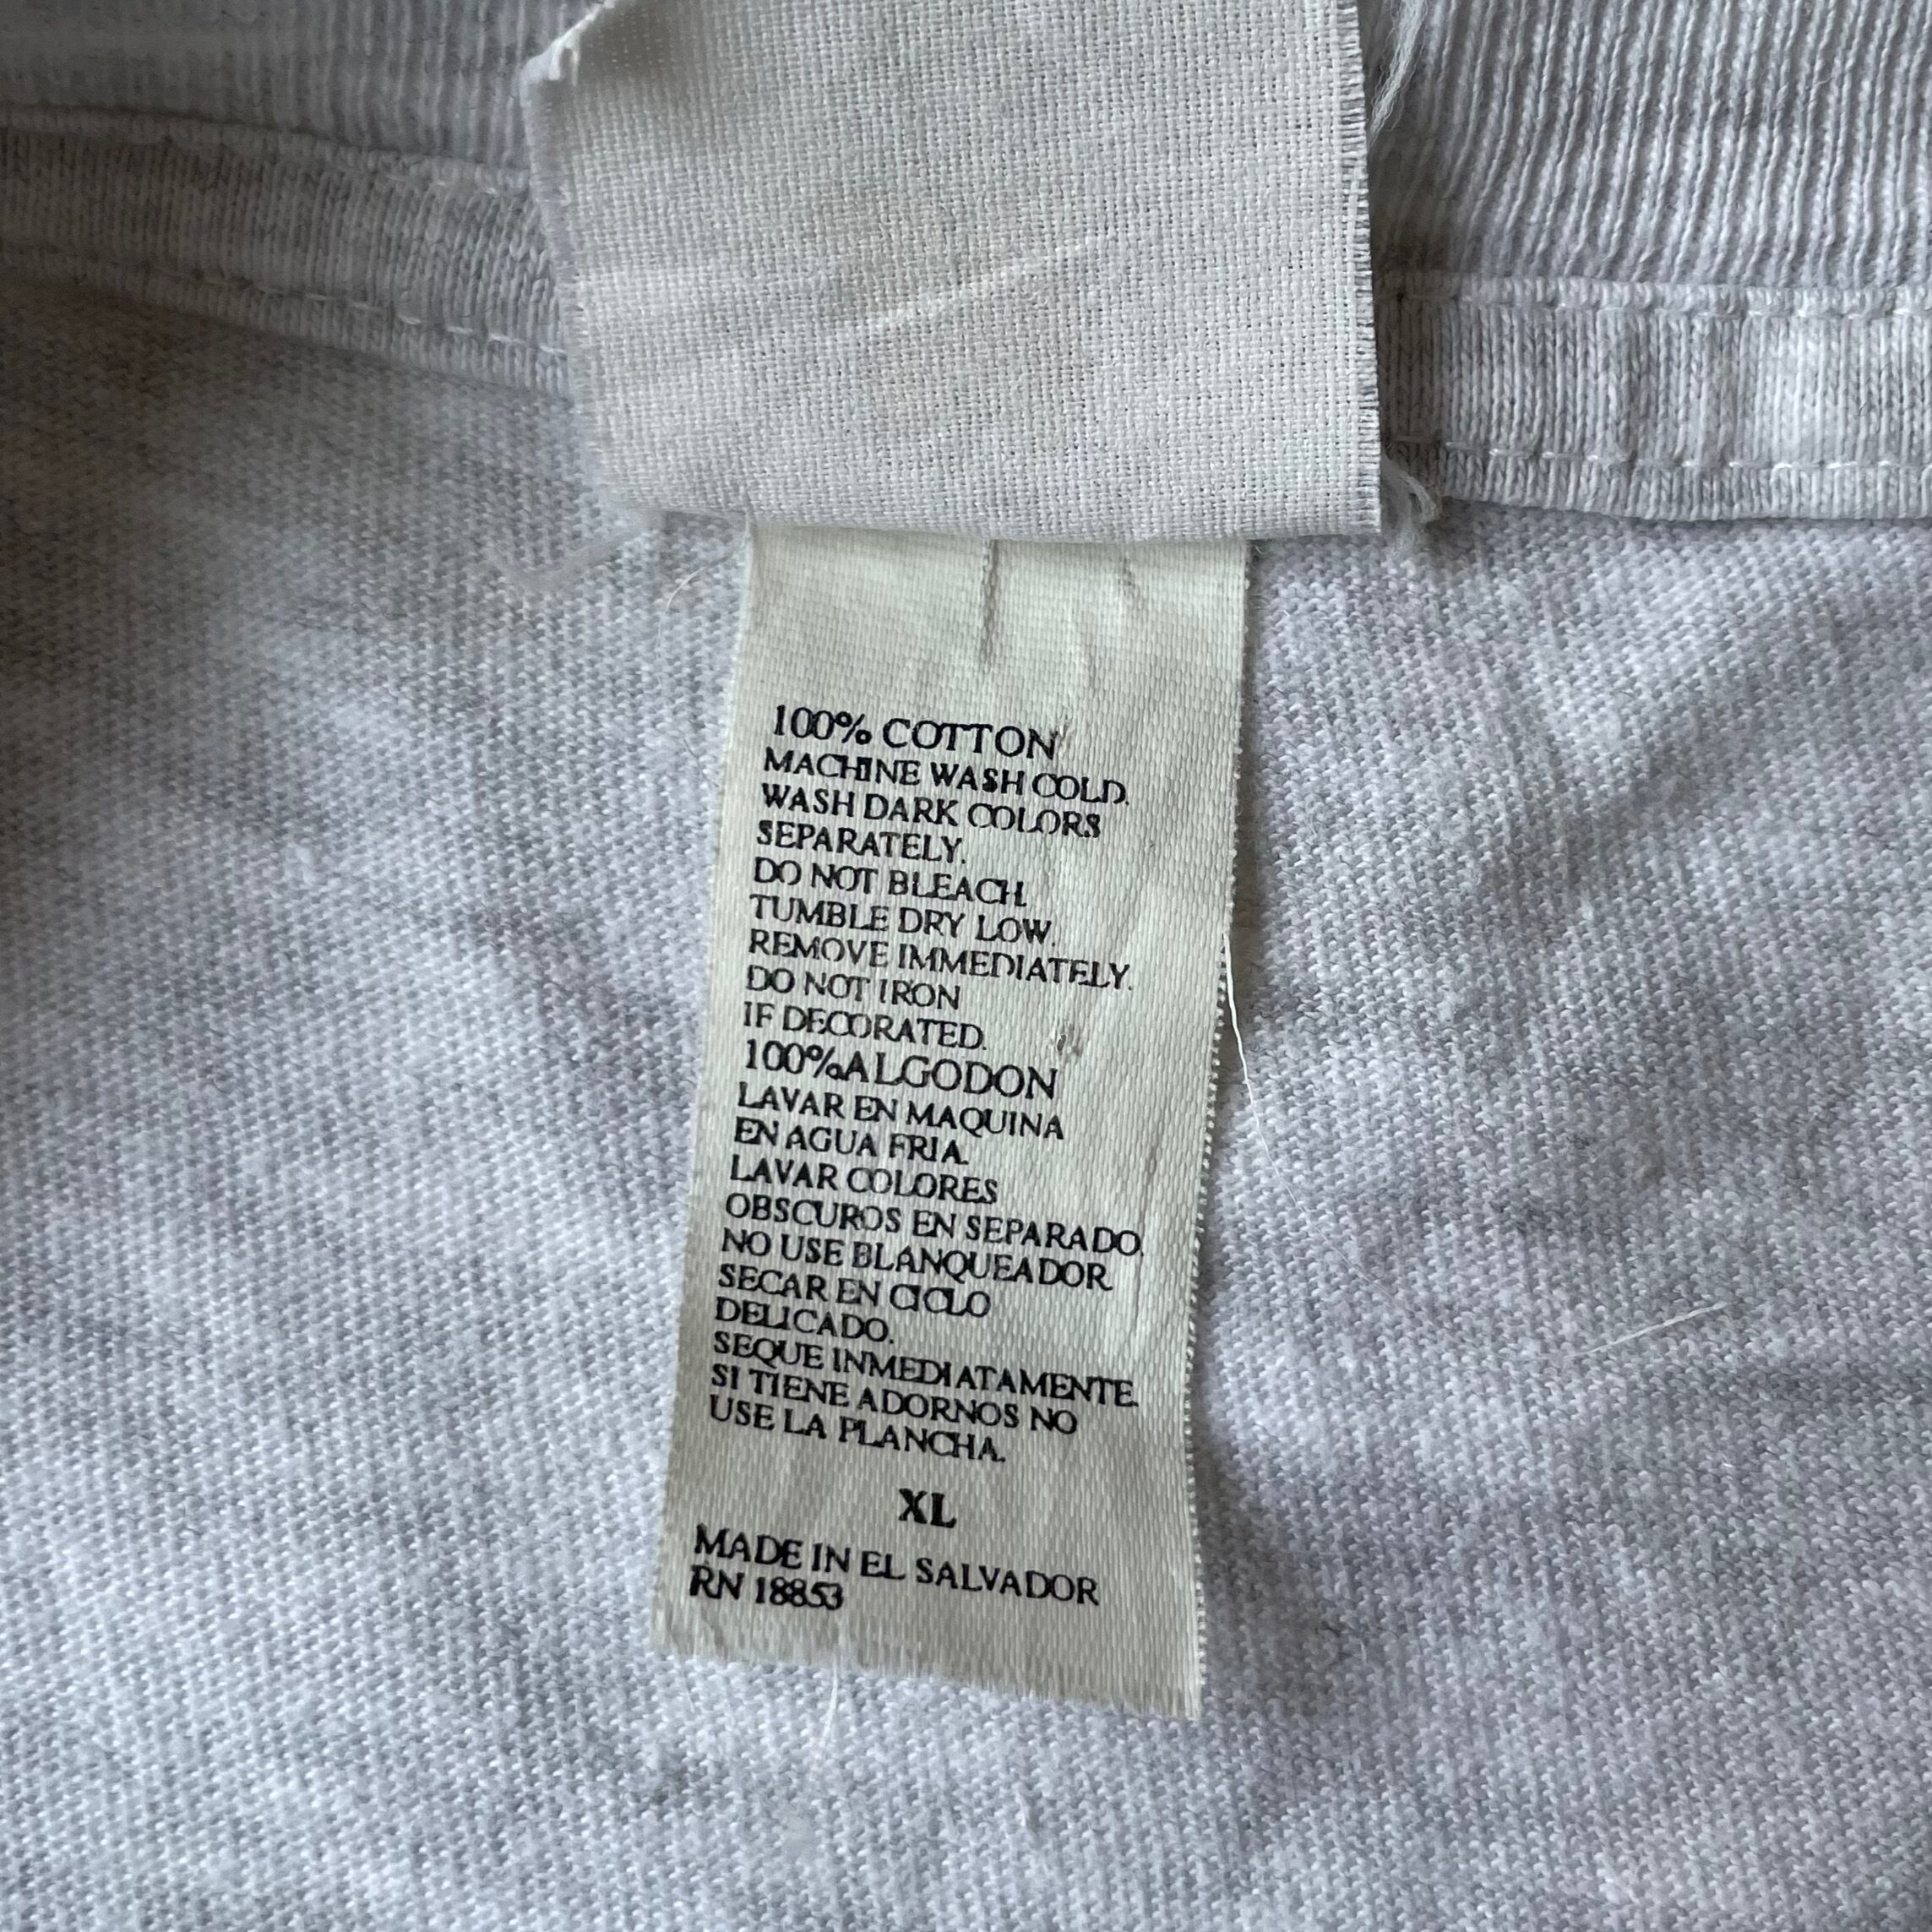 100% COTTON
MACHINE WASH COLD.
WASH DARK COLORS
SEPARATELY.
DO NOT BLEACH.
TUMBLE DRY LOW.
REMOVE IMMEDIATELY.
DO NOT IRON
IF DECORATED.
100%ALGODON
LAVAR EN MAQUINA
EN AGUA FRIA.
LAVAR COLORES
OBSCUROS EN SEPARADO.
NO USE BLANQUEADOR
SECAR EN CICLO
DELICADO.
SEQUE INMEDIATAMENTE.
SI TIENE ADORNOS NO
USE LA PLANCHA.
XL
MADE IN EL SALVADOR
RN 18853